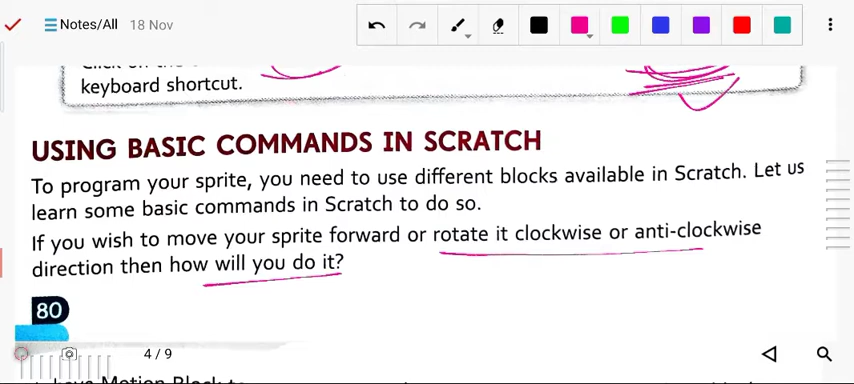 Notes/All 18 Nov
keyboard shortcut.
USING BASIC COMMANDS IN SCRATCH
To program your sprite, you need to use different blocks available in Scratch. Let us
learn some basic commands in Scratch to do so.
If you wish to move your sprite forward or rotate it clockwise or anti-clockwise
direction then how will you do it?
80
4 / 9
Motion Block